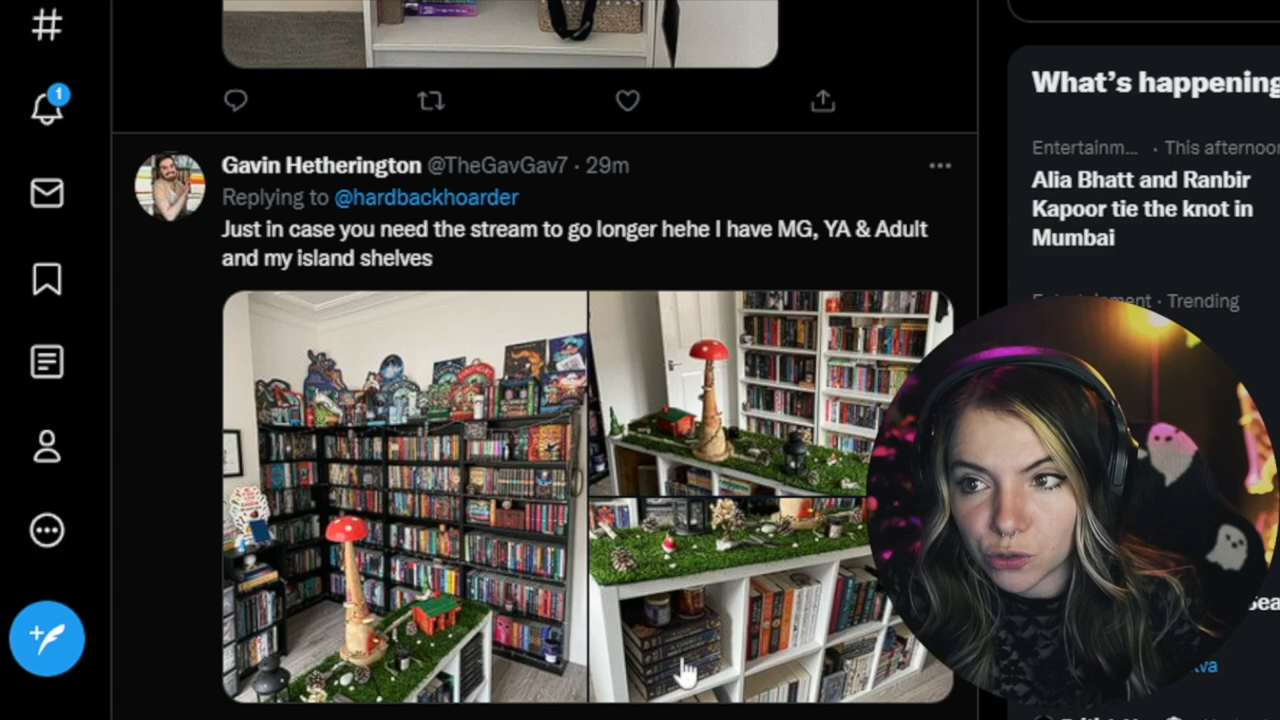 1
Gavin Hetherington @TheGavGav7 · 29m
Replying to @hardbackhoarder
Just in case you need the stream to go longer hehe I have MG, YA & Adult
and my island shelves
What's happening
Entertainm... · This afternoon
Alia Bhatt and Ranbir
Kapoor tie the knot in
Mumbai
Entertainment · Trending